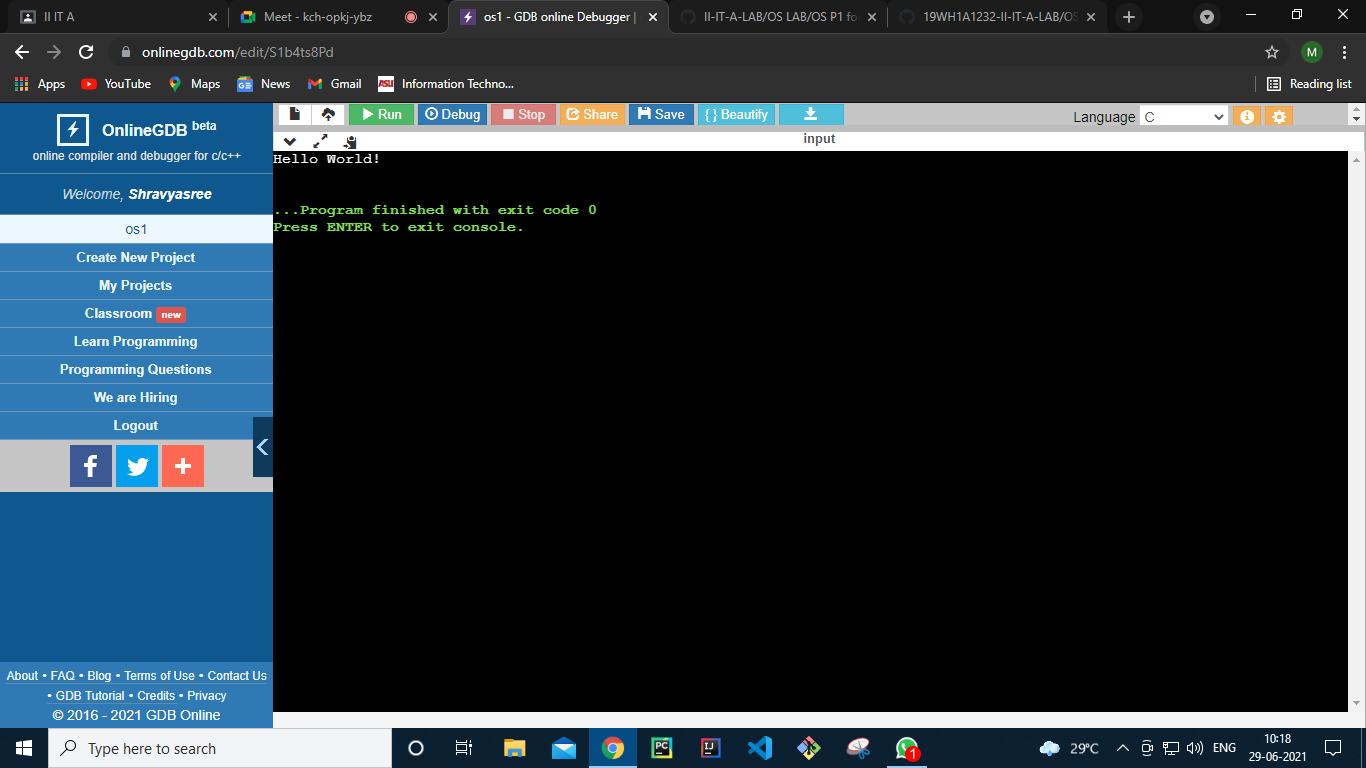 II IT A
Meet - kch-opkj-ybz
os1 - GDB online Debugger |
II-IT-A-LAB/OS LAB/OS P1 fo
19WH1A1232-II-IT-A-LAB/OS
onlinegdb.com/edit/S1b4ts8Pd
M
Apps YouTube Maps News Gmail ASU Information Techno... Reading list
OnlineGDB beta
online compiler and debugger for c/c++
Welcome, Shravyasree
os1
Create New Project
My Projects
Classroom new
Learn Programming
Programming Questions
We are Hiring
Logout
About • FAQ • Blog • Terms of Use • Contact Us
• GDB Tutorial • Credits • Privacy
© 2016 - 2021 GDB Online
Run Debug Stop Share Save { } Beautify
Language C
input
Hello World!
...Program finished with exit code 0
Press ENTER to exit console.
Type here to search
PC
IJ
1
29°C
ENG
10:18
29-06-2021